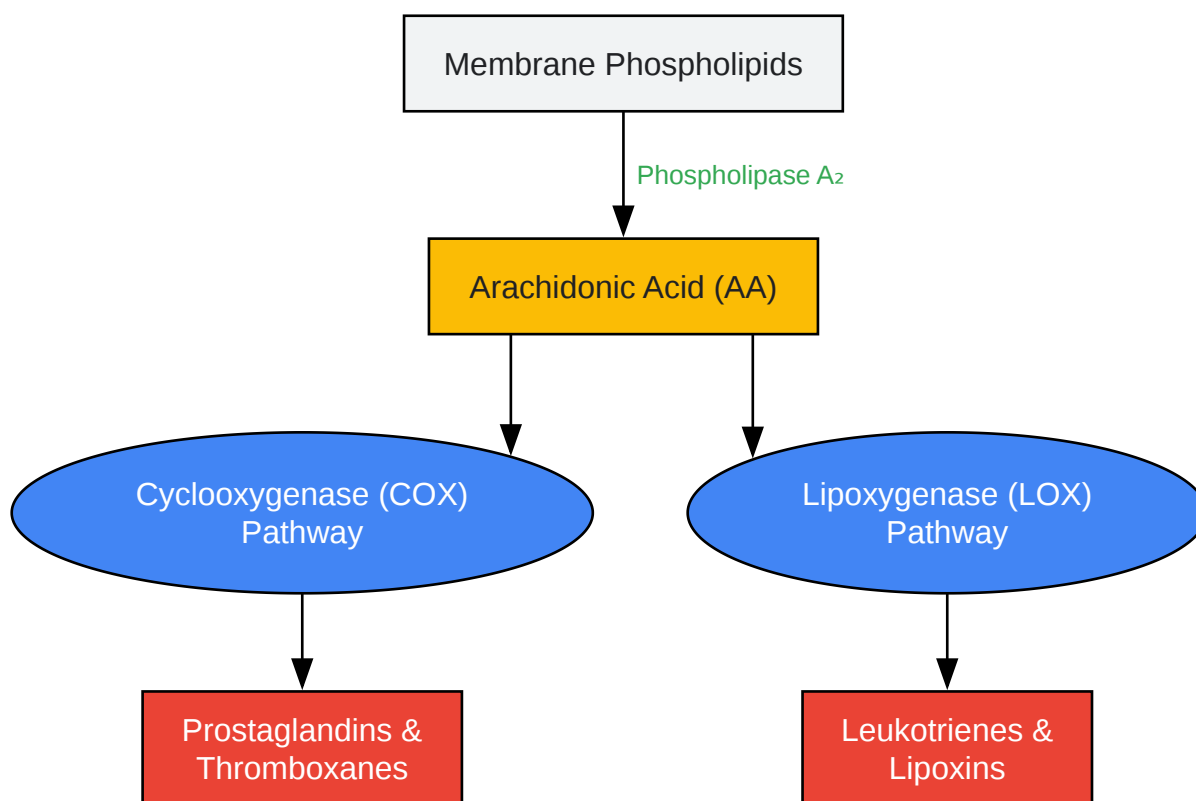 Membrane Phospholipids
Phospholipase A₂
Arachidonic Acid (AA)
Cyclooxygenase (COX)
Pathway
Lipoxygenase (LOX)
Pathway
Prostaglandins &
Thromboxanes
Leukotrienes &
Lipoxins